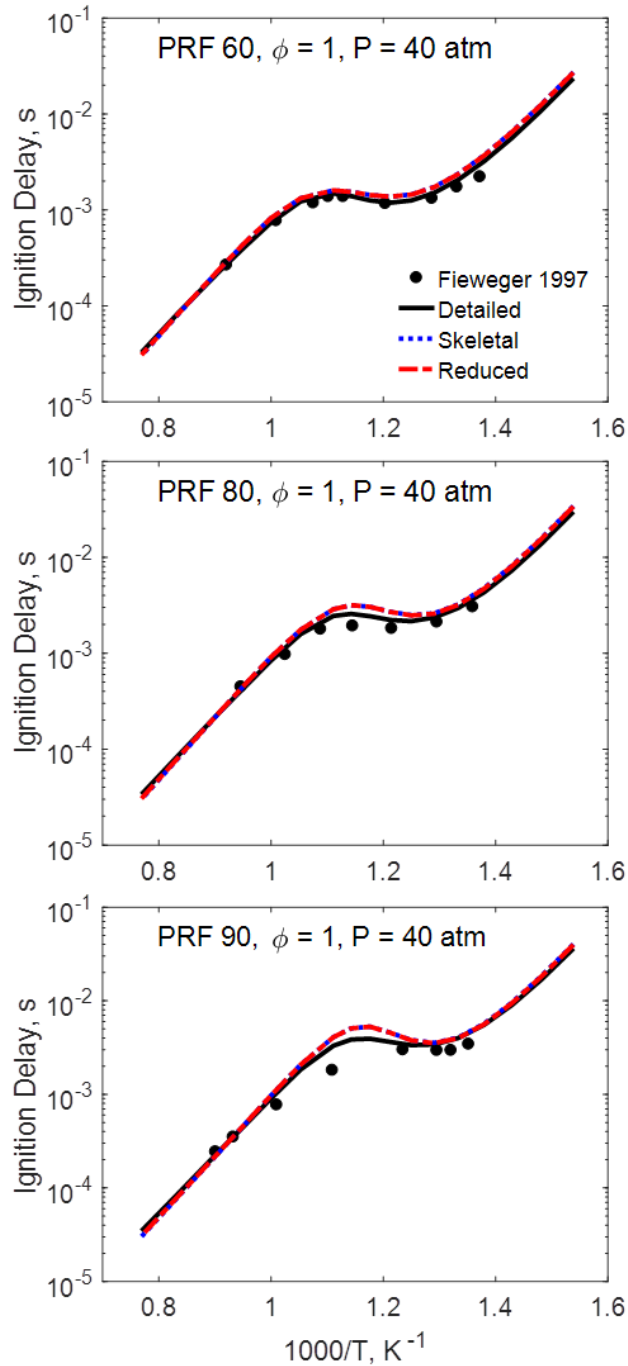 PRF 60, ϕ = 1, P = 40 atm
Ignition Delay, s
10⁻¹
10⁻²
10⁻³
10⁻⁴
10⁻⁵
Fieweger 1997
Detailed
Skeletal
Reduced
0.8 1 1.2 1.4 1.6
PRF 80, ϕ = 1, P = 40 atm
Ignition Delay, s
10⁻¹
10⁻²
10⁻³
10⁻⁴
10⁻⁵
0.8 1 1.2 1.4 1.6
PRF 90, ϕ = 1, P = 40 atm
Ignition Delay, s
10⁻¹
10⁻²
10⁻³
10⁻⁴
10⁻⁵
0.8 1 1.2 1.4 1.6
1000/T, K⁻¹